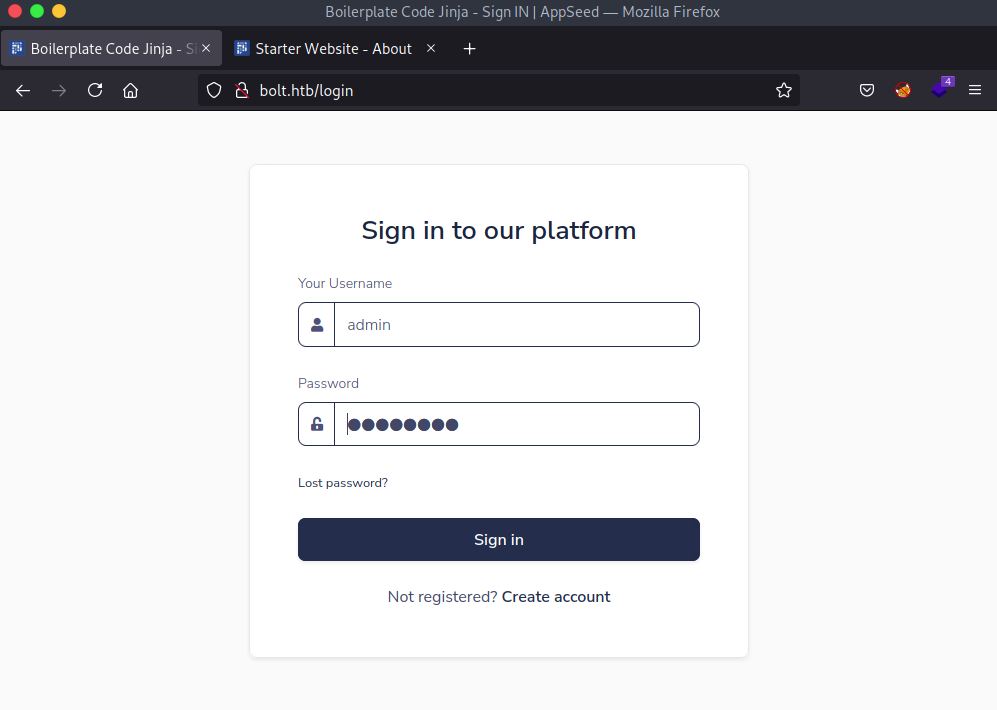 Boilerplate Code Jinja - Sign IN | AppSeed — Mozilla Firefox
Boilerplate Code Jinja - S
Starter Website - About
bolt.htb/login
4
Sign in to our platform
Your Username
admin
Password
Lost password?
Sign in
Not registered? Create account